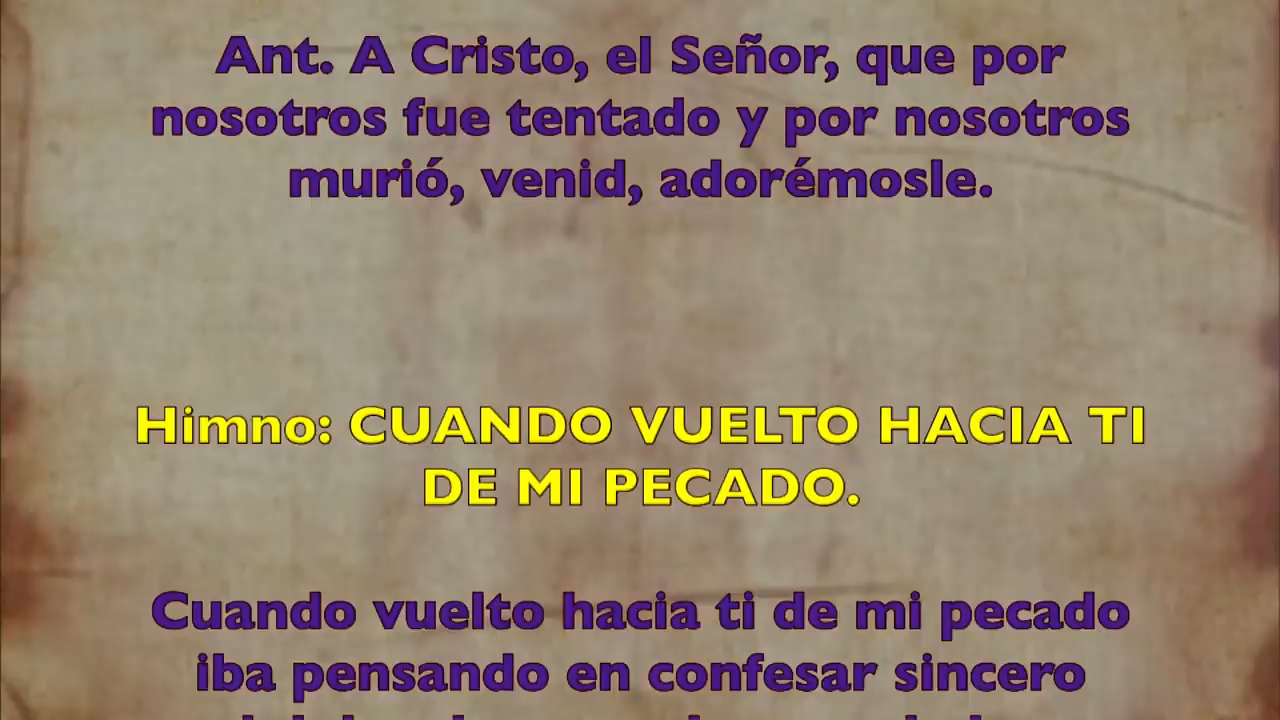 Ant. A Cristo, el Señor, que por
nosotros fue tentado y por nosotros
murió, venid, adorémosle.
Himno: CUANDO VUELTO HACIA TI
DE MI PECADO.
Cuando vuelto hacia ti de mi pecado
iba pensando en confesar sincero